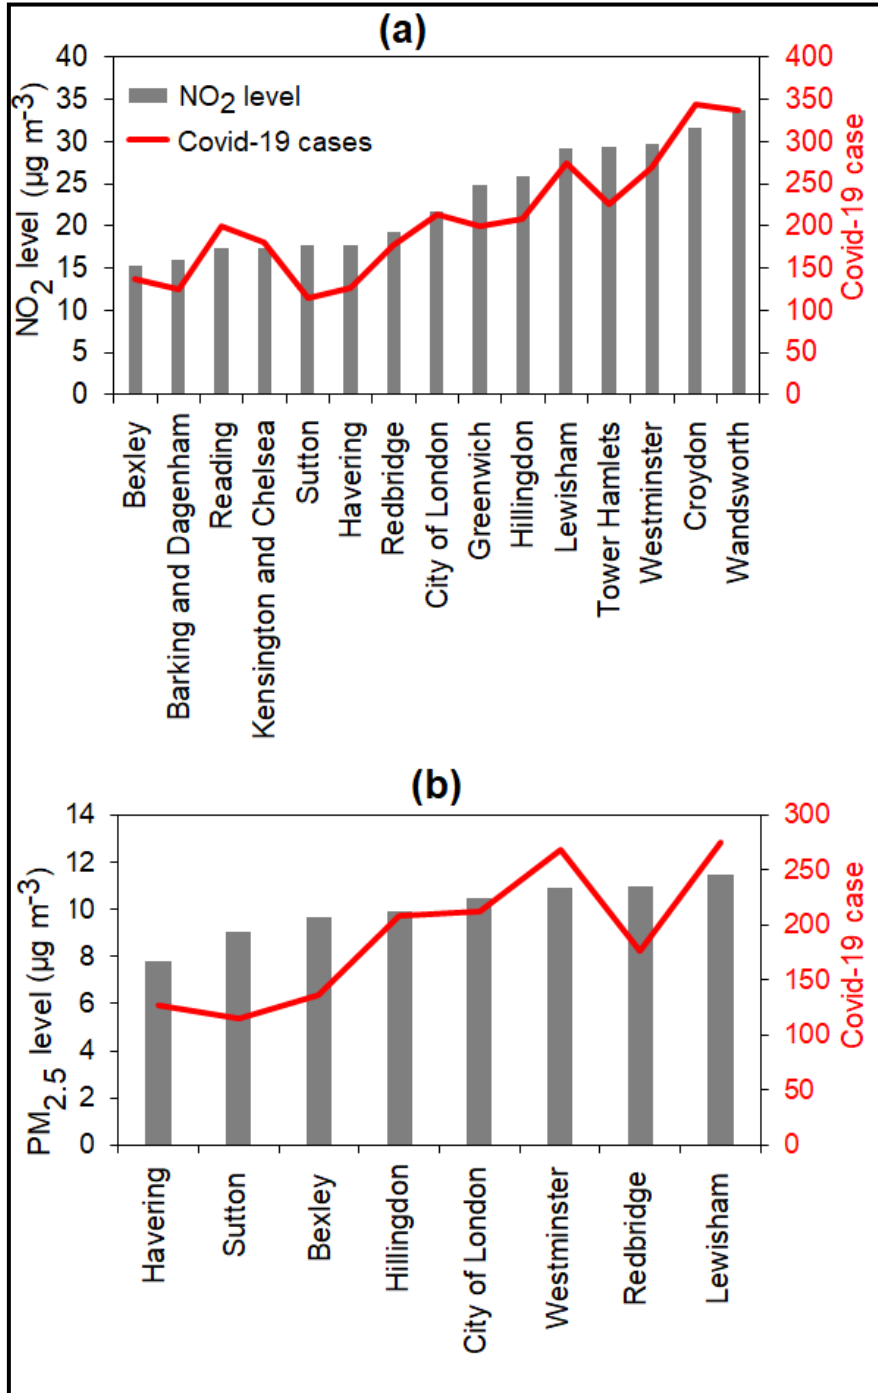 (a)
NO2 level (µg m-3)
40
35
30
25
20
15
10
5
0
NO2 level
Covid-19 cases
400
350
300
250
200
150
100
50
0
Covid-19 case
Bexley
Barking and Dagenham
Reading
Kensington and Chelsea
Sutton
Havering
Redbridge
City of London
Greenwich
Hillingdon
Lewisham
Tower Hamlets
Westminster
Croydon
Wandsworth
(b)
PM2.5 level (µg m-3)
14
12
10
8
6
4
2
0
300
250
200
150
100
50
0
Covid-19 case
Havering
Sutton
Bexley
Hillingdon
City of London
Westminster
Redbridge
Lewisham